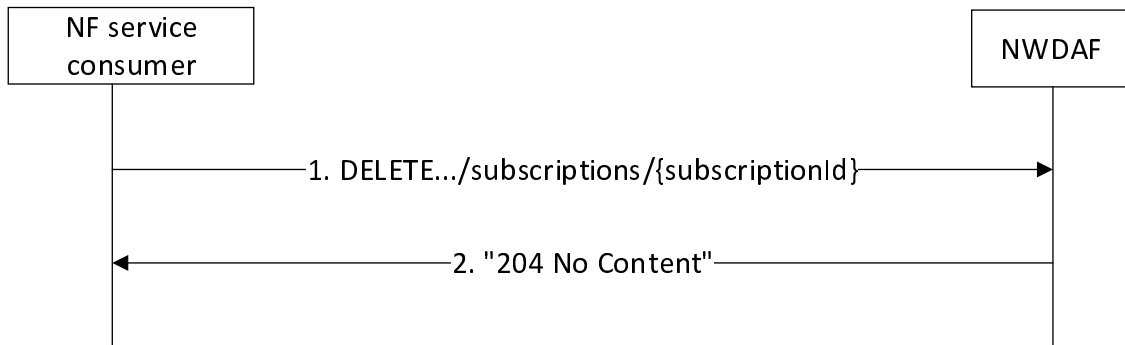 NF service
consumer
NWDAF
1. DELETE.../subscriptions/{subscriptionId}
2. "204 No Content"